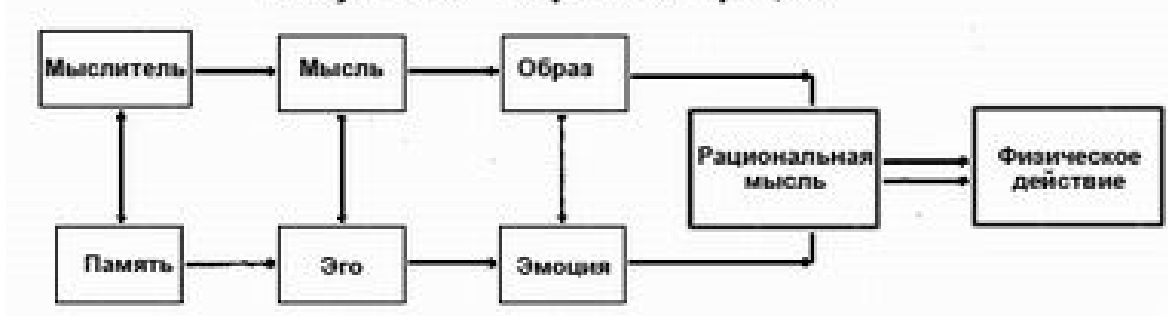 Мыслитель
Мысль
Образ
Рациональная
мысль
Физическое
действие
Память
Эго
Эмоция